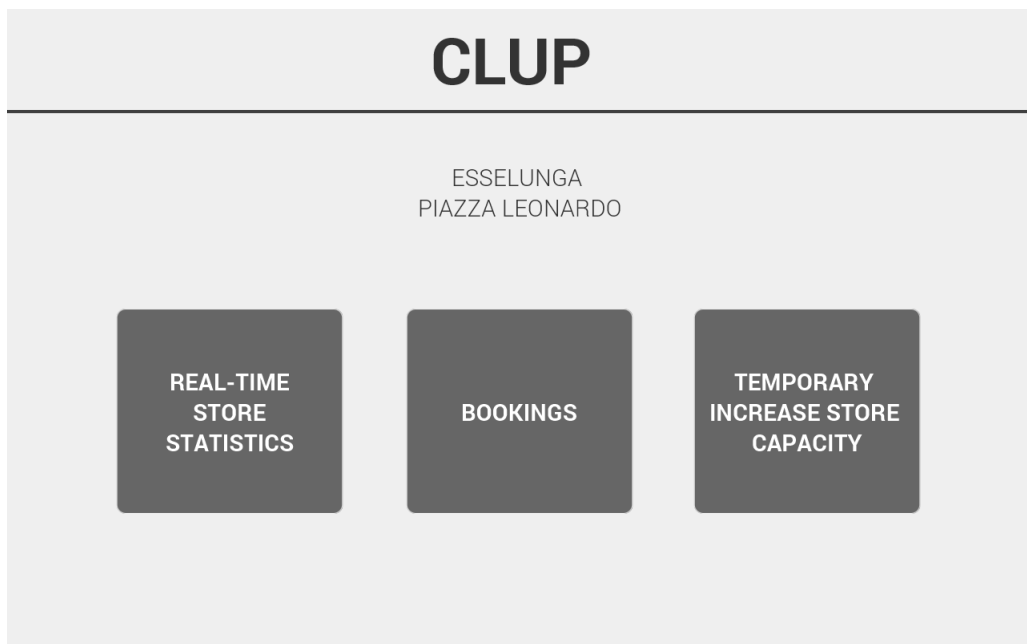 CLUP
ESSELUNGA
PIAZZA LEONARDO
REAL-TIME
STORE
STATISTICS
BOOKINGS
TEMPORARY
INCREASE STORE
CAPACITY